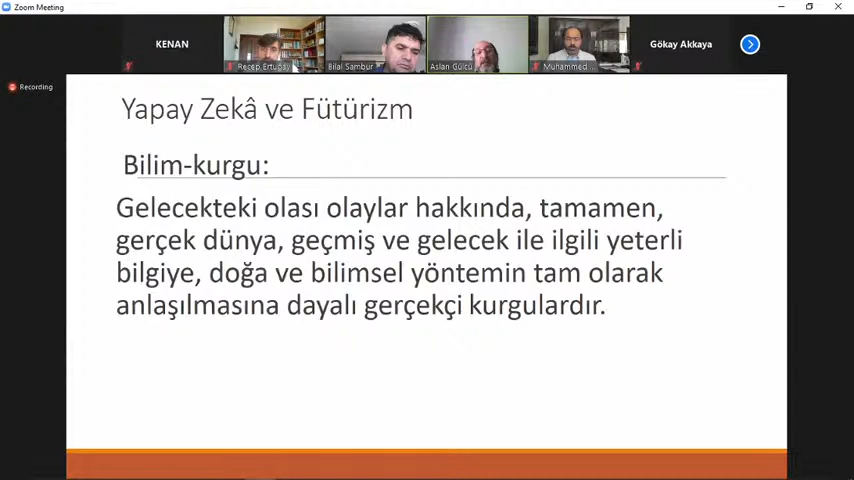 Zoom Meeting
KENAN
Recep Ertugay
Bilal Sambur
Aslan Gülcü
Muhammed ...
Gökay Akkaya
Recording
Yapay Zekâ ve Fütürizm
Bilim-kurgu:
Gelecekteki olası olaylar hakkında, tamamen,
gerçek dünya, geçmiş ve gelecek ile ilgili yeterli
bilgiye, doğa ve bilimsel yöntemin tam olarak
anlaşılmasına dayalı gerçekçi kurgulardır.